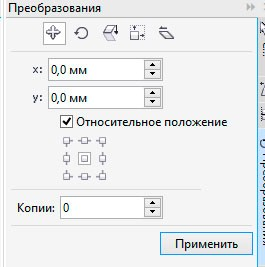 Преобразования
x: 0,0 мм
y: 0,0 мм
Относительное положение
Копии: 0
Применить